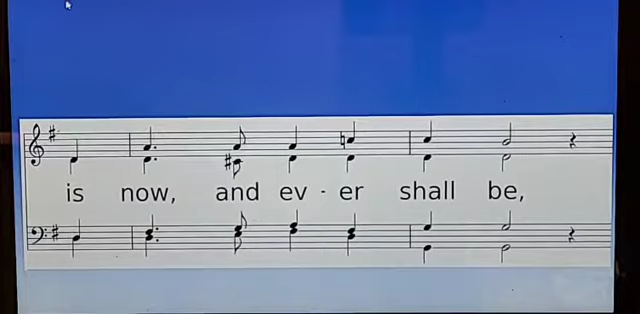 is now, and ev - er shall be,